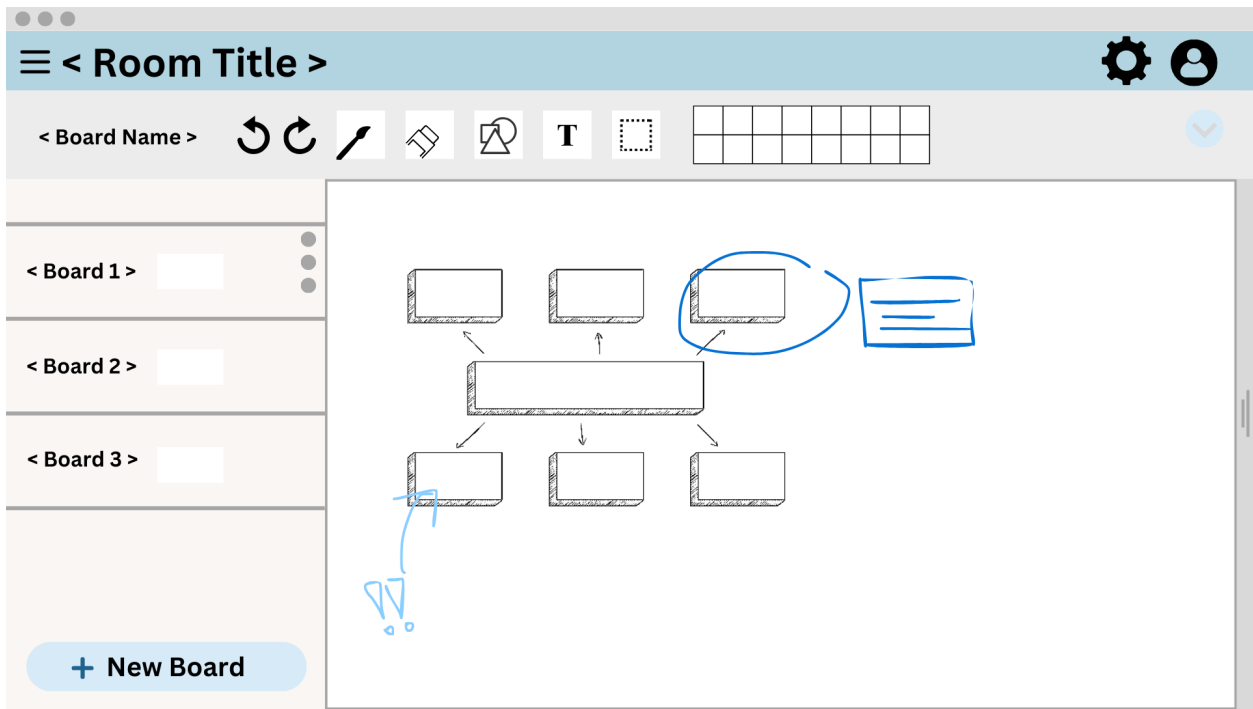 < Room Title >
< Board Name >
T
< Board 1 >
< Board 2 >
< Board 3 >
+ New Board
!!